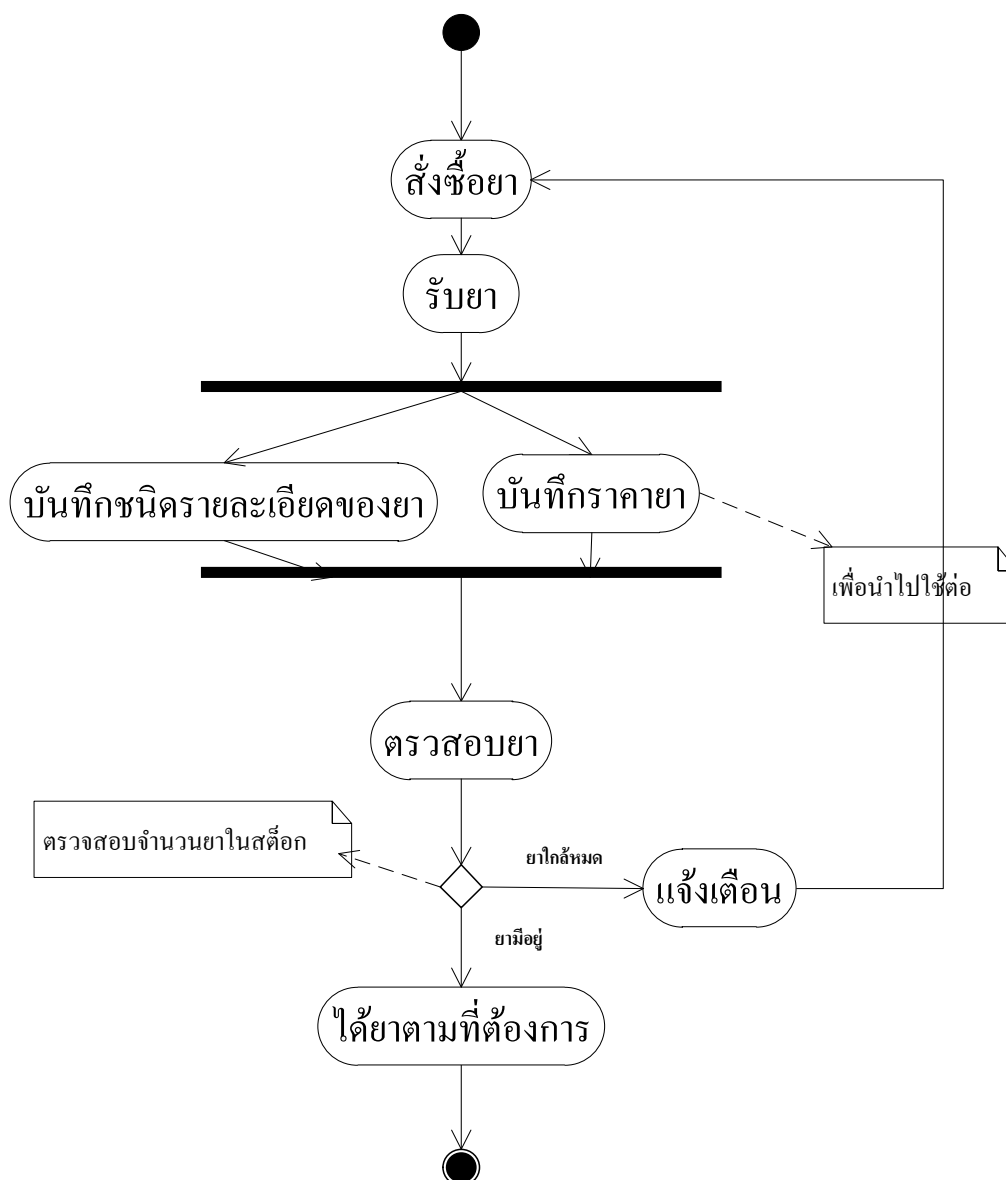 สั่งซื้อยา
รับยา
บันทึกชนิดรายละเอียดของยา
บันทึกราคายา
เพื่อนำไปใช้ต่อ
ตรวสอบยา
ตรวจสอบจำนวนยาในสต็อก
ยาใกล้หมด
แจ้งเตือน
ยามีอยู่
ได้ยาตามที่ต้องการ